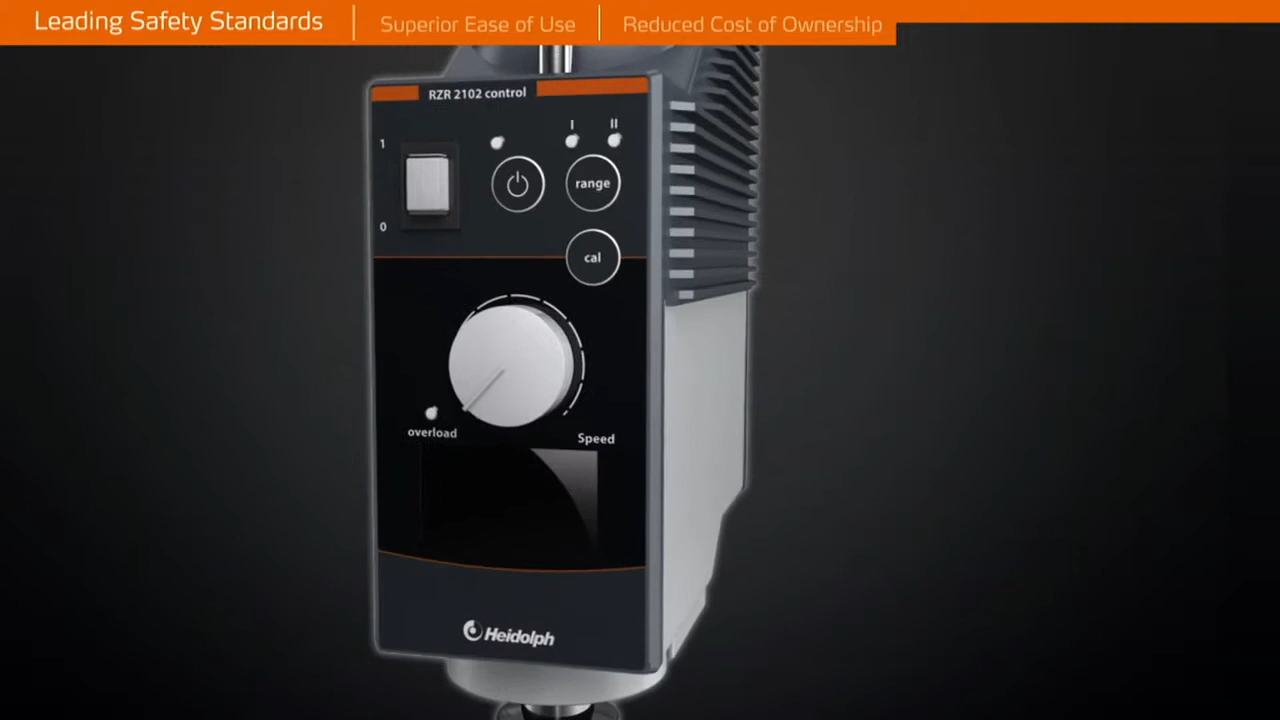 Leading Safety Standards
Superior Ease of Use
Reduced Cost of Ownership
RZR 2102 control
1
I
II
range
0
cal
overload
Speed
Heidolph